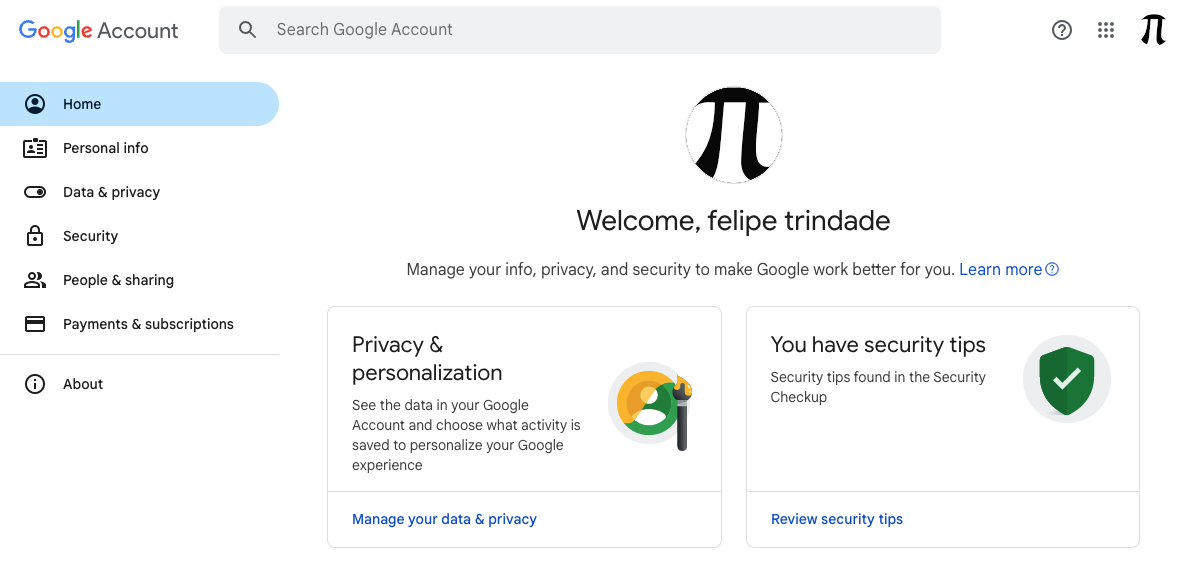 Google Account
Search Google Account
Home
Personal info
Data & privacy
Security
People & sharing
Payments & subscriptions
About
Welcome, felipe trindade
Manage your info, privacy, and security to make Google work better for you. Learn more
Privacy &
personalization
See the data in your Google
Account and choose what activity is
saved to personalize your Google
experience
Manage your data & privacy
You have security tips
Security tips found in the Security
Checkup
Review security tips